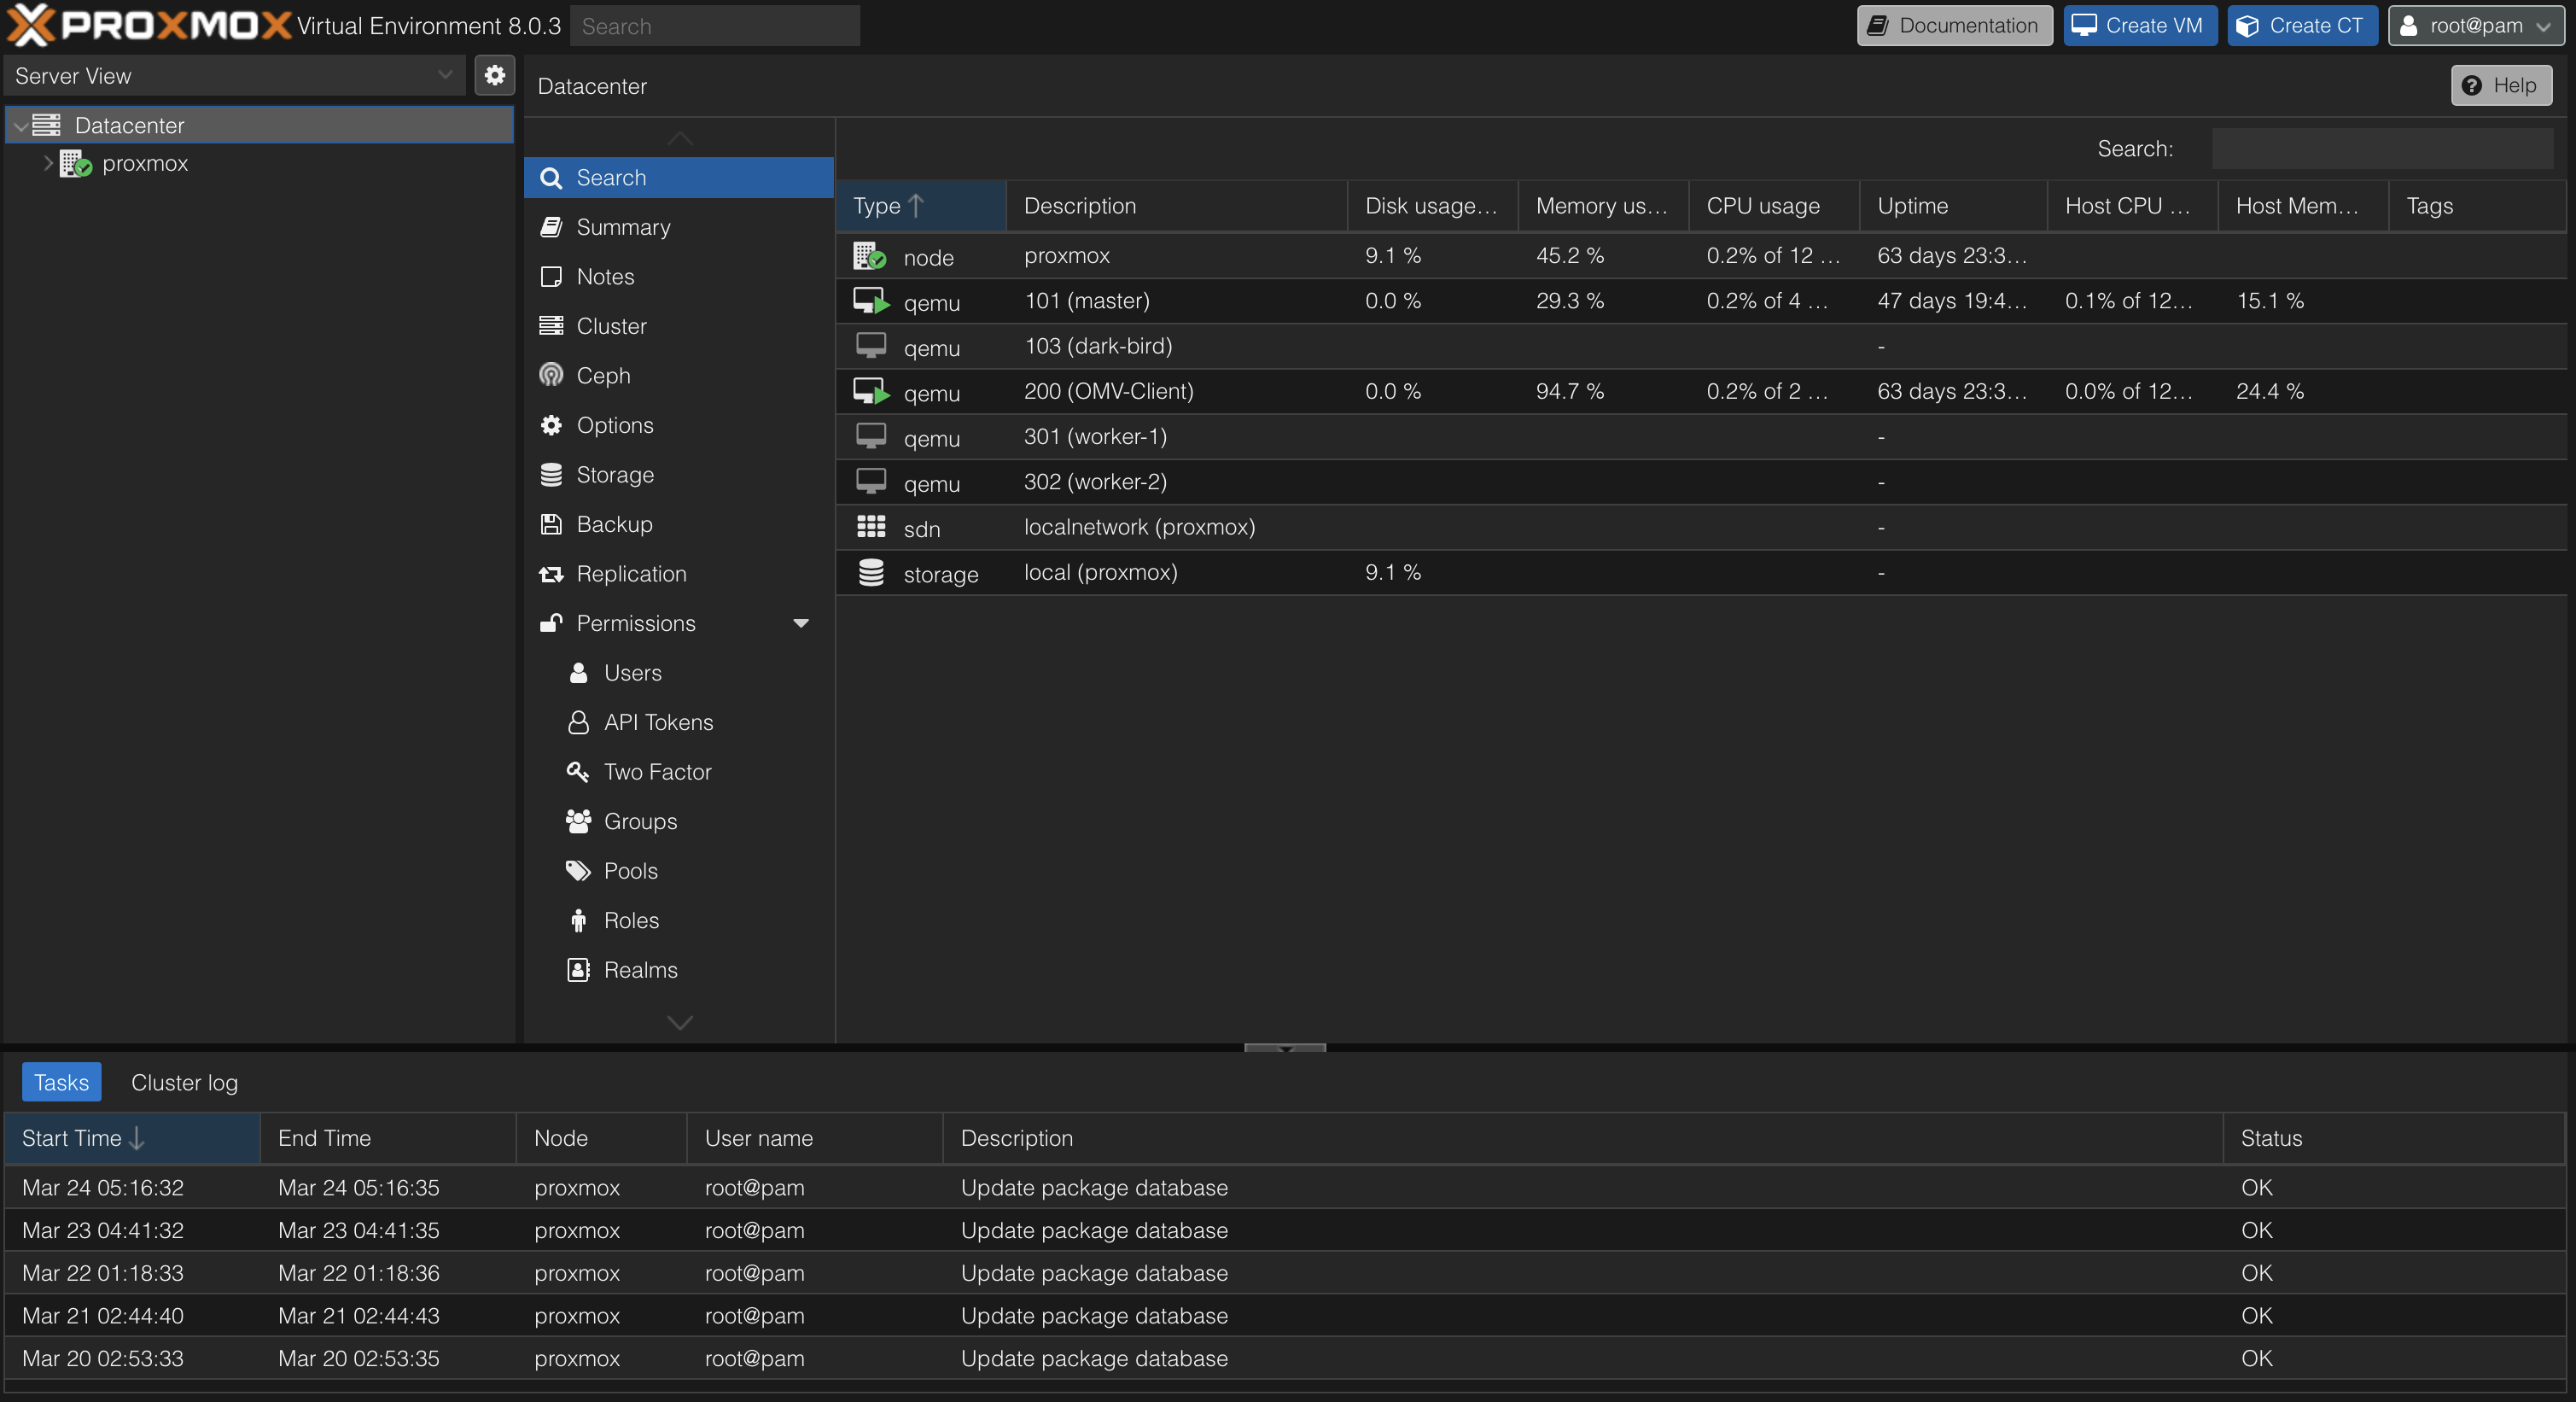 PROXMOX Virtual Environment 8.0.3 Search Documentation Create VM Create CT root@pam
Server View
Datacenter Help
Datacenter
proxmox
Search
Summary
Notes
Cluster
Ceph
Options
Storage
Backup
Replication
Permissions
Users
API Tokens
Two Factor
Groups
Pools
Roles
Realms
Search:
Type Description Disk usage... Memory us... CPU usage Uptime Host CPU ... Host Mem... Tags
node proxmox 9.1 % 45.2 % 0.2% of 12 ... 63 days 23:3...
qemu 101 (master) 0.0 % 29.3 % 0.2% of 4 ... 47 days 19:4... 0.1% of 12... 15.1 %
qemu 103 (dark-bird) -
qemu 200 (OMV-Client) 0.0 % 94.7 % 0.2% of 2 ... 63 days 23:3... 0.0% of 12... 24.4 %
qemu 301 (worker-1) -
qemu 302 (worker-2) -
sdn localnetwork (proxmox) -
storage local (proxmox) 9.1 % -
Tasks Cluster log
Start Time End Time Node User name Description Status
Mar 24 05:16:32 Mar 24 05:16:35 proxmox root@pam Update package database OK
Mar 23 04:41:32 Mar 23 04:41:35 proxmox root@pam Update package database OK
Mar 22 01:18:33 Mar 22 01:18:36 proxmox root@pam Update package database OK
Mar 21 02:44:40 Mar 21 02:44:43 proxmox root@pam Update package database OK
Mar 20 02:53:33 Mar 20 02:53:35 proxmox root@pam Update package database OK